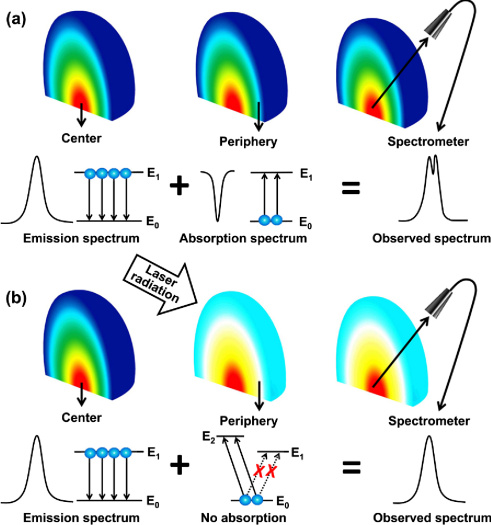 (a)
Center
Periphery
Spectrometer
E1
E0
+
E1
E0
=
Emission spectrum
Absorption spectrum
Observed spectrum
Laser
radiation
(b)
Center
Periphery
Spectrometer
E1
E0
+
E2
E1
X X
E0
=
Emission spectrum
No absorption
Observed spectrum